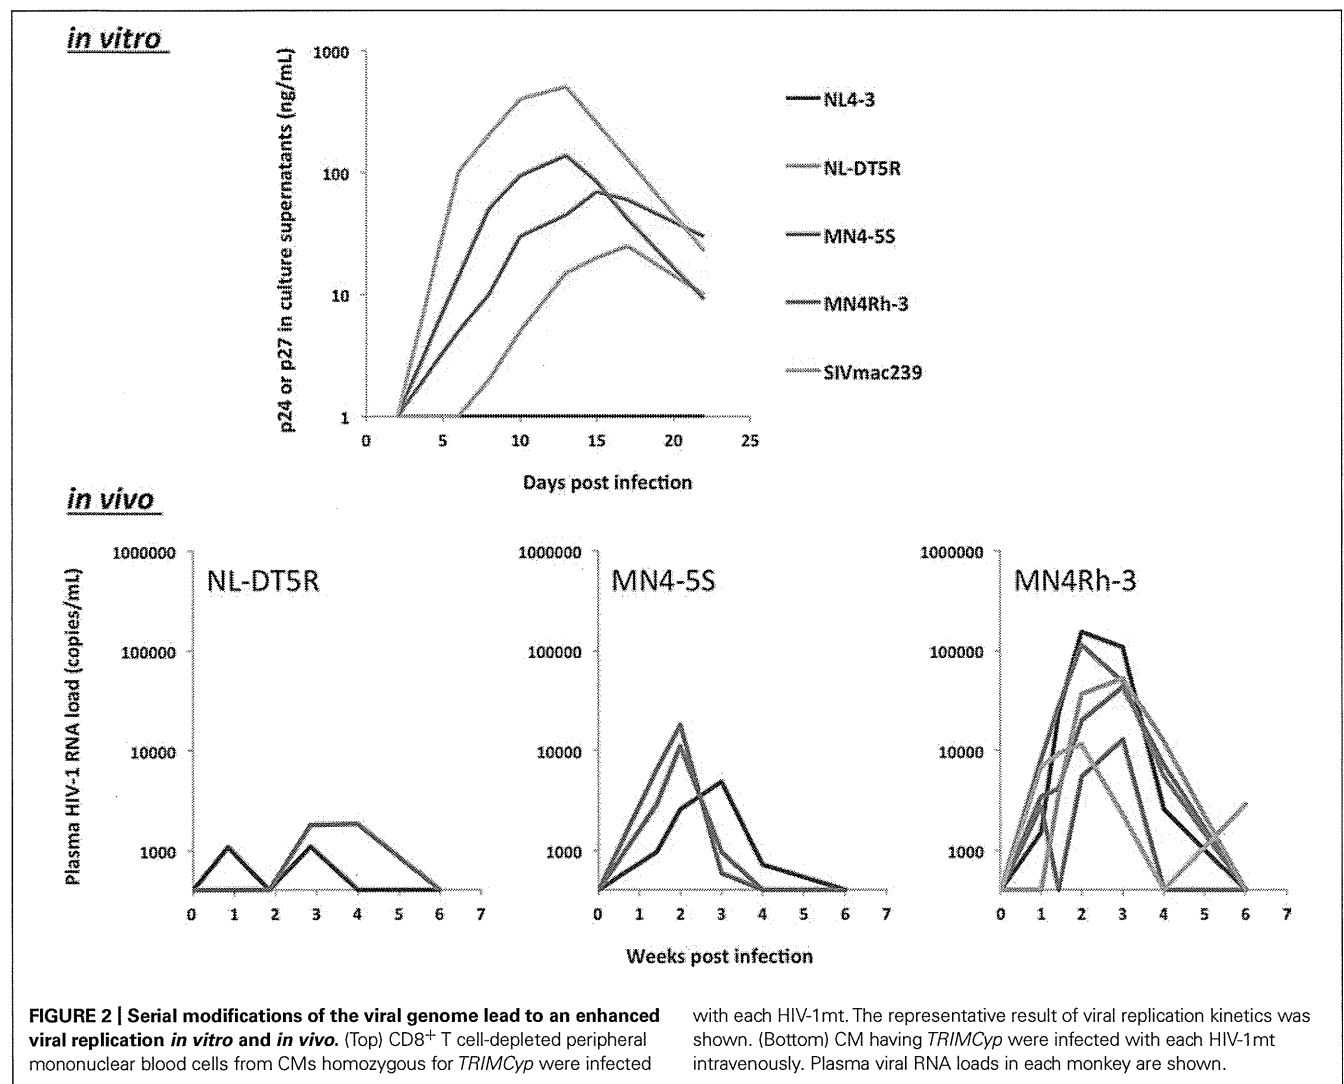 in vitro
p24 or p27 in culture supernatants (ng/mL)
1000
100
10
1
0 5 10 15 20 25
Days post infection
NL4-3
NL-DT5R
MN4-5S
MN4Rh-3
SIVmac239
in vivo
Plasma HIV-1 RNA load (copies/mL)
NL-DT5R
1000000
100000
10000
1000
0 1 2 3 4 5 6 7
MN4-5S
1000000
100000
10000
1000
0 1 2 3 4 5 6 7
MN4Rh-3
1000000
100000
10000
1000
0 1 2 3 4 5 6 7
Weeks post infection
FIGURE 2 | Serial modifications of the viral genome lead to an enhanced
viral replication in vitro and in vivo. (Top) CD8+ T cell-depleted peripheral
mononuclear blood cells from CMs homozygous for TRIMCyp were infected
with each HIV-1mt. The representative result of viral replication kinetics was
shown. (Bottom) CM having TRIMCyp were infected with each HIV-1mt
intravenously. Plasma viral RNA loads in each monkey are shown.